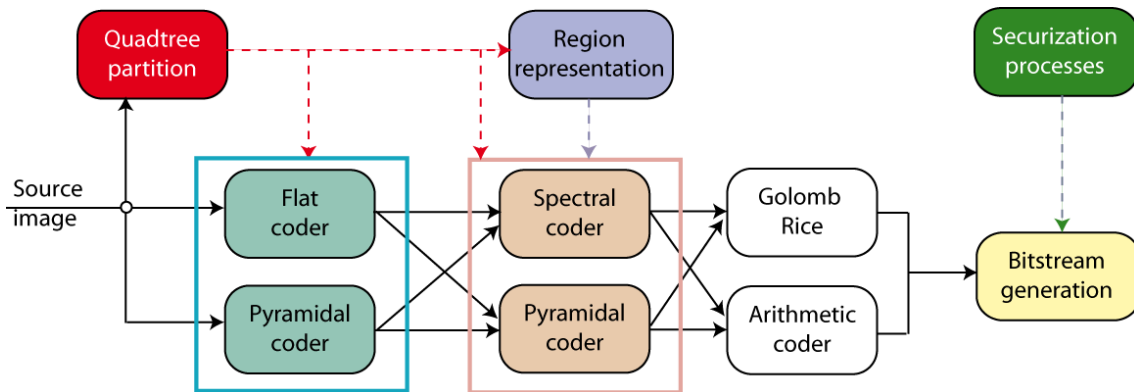 Quadtree
partition
Region
representation
Securization
processes
Source
image
Flat
coder
Spectral
coder
Golomb
Rice
Bitstream
generation
Pyramidal
coder
Pyramidal
coder
Arithmetic
coder